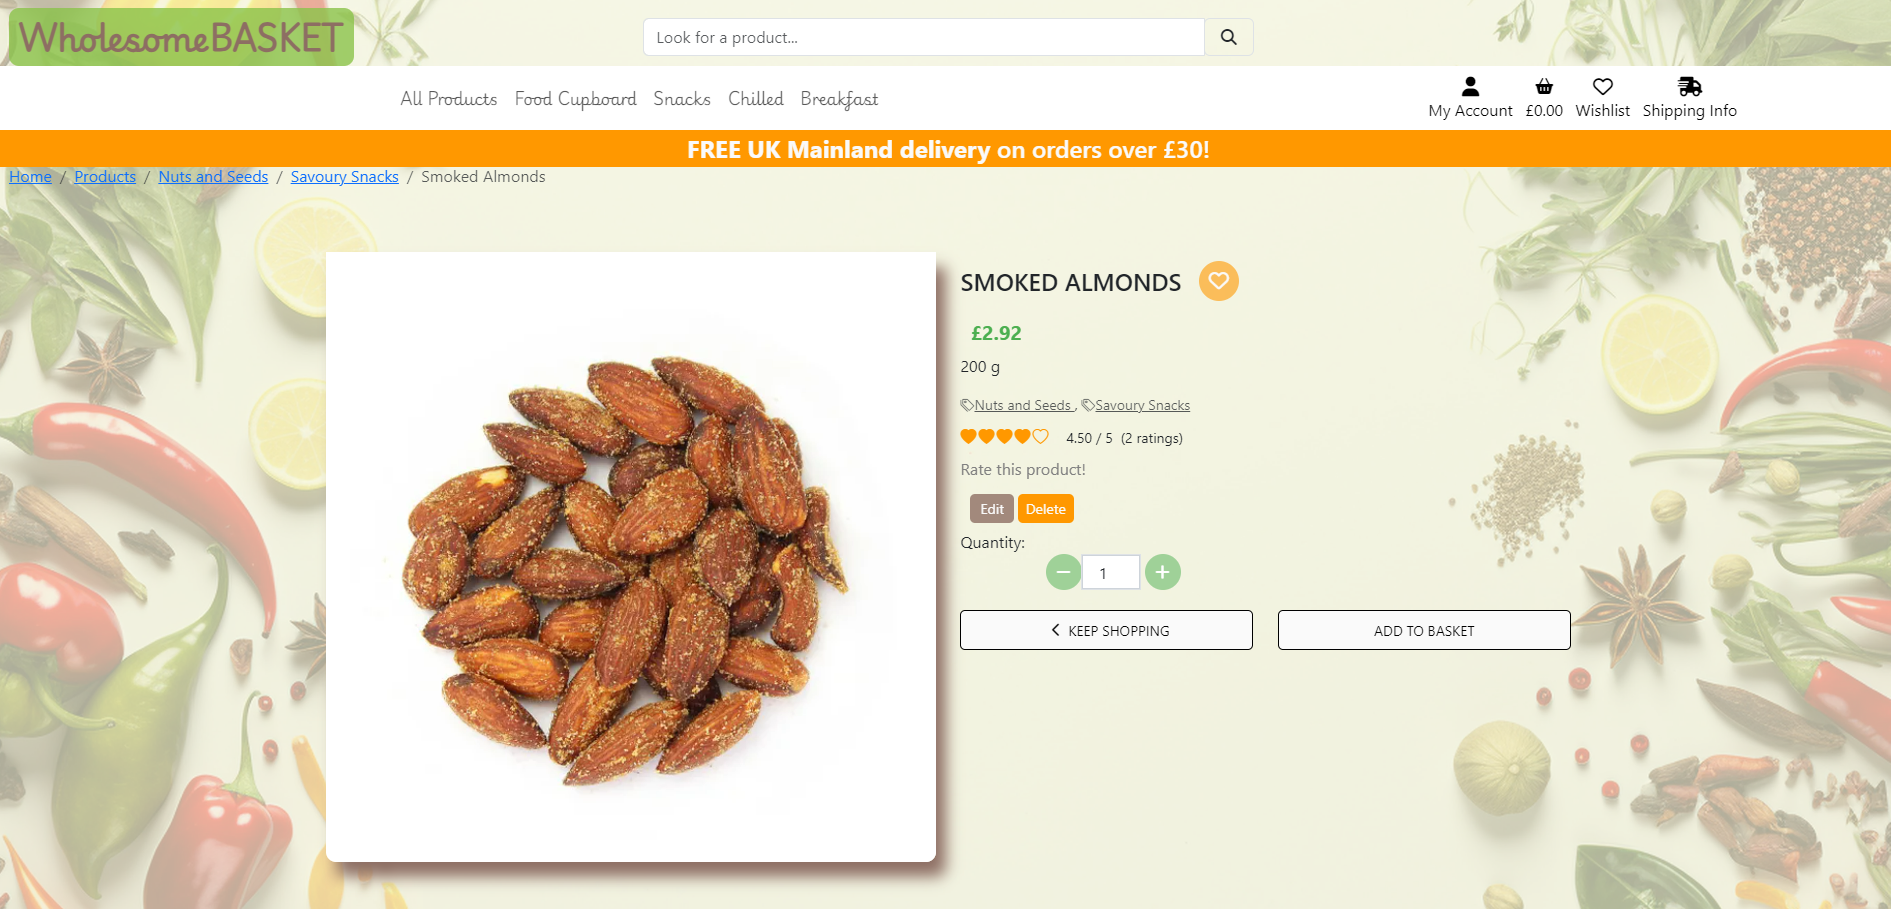 WholesomeBASKET
Look for a product...
All Products Food Cupboard Snacks Chilled Breakfast
My Account £0.00 Wishlist Shipping Info
FREE UK Mainland delivery on orders over £30!
Home / Products / Nuts and Seeds / Savoury Snacks / Smoked Almonds
SMOKED ALMONDS
£2.92
200 g
Nuts and Seeds , Savoury Snacks
4.50 / 5 (2 ratings)
Rate this product!
Edit Delete
Quantity:
1
KEEP SHOPPING ADD TO BASKET